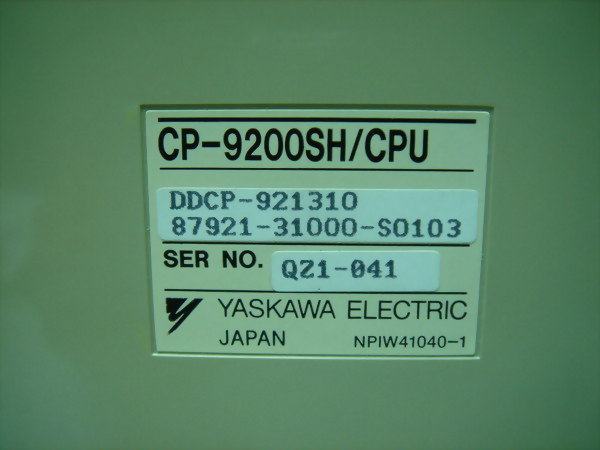 CP-9200SH/CPU
DDCP-921310
87921-31000-S0103
SER NO. QZ1-041
YASKAWA ELECTRIC
JAPAN NPIW41040-1